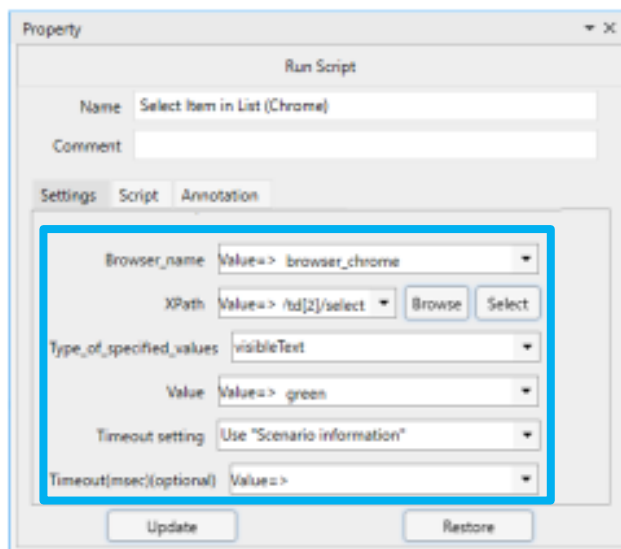 Property
Run Script
Name Select Item in List (Chrome)
Comment
Settings Script Annotation
Browser_name Value=> browser_chrome
XPath Value=> /td[2]/select Browse Select
Type_of_specified_values visibleText
Value Value=> green
Timeout setting Use "Scenario information"
Timeout(msec)(optional) Value=>
Update Restore